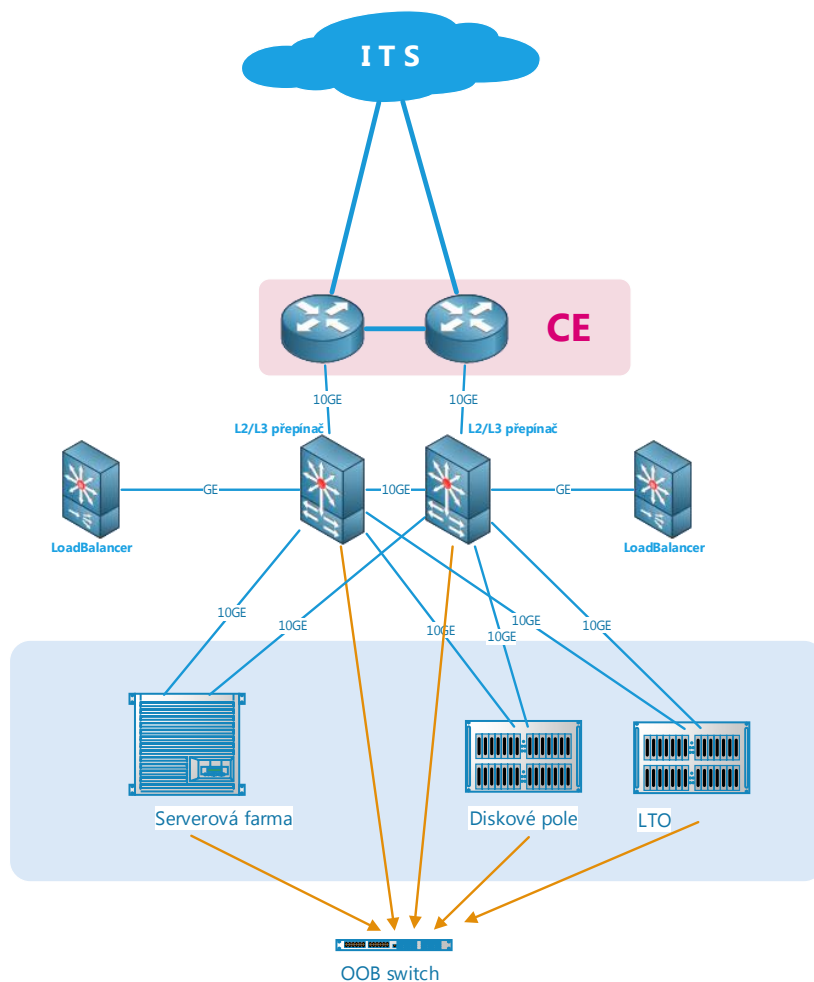 I T S
CE
10GE
10GE
L2/L3 přepínač
L2/L3 přepínač
GE
10GE
GE
LoadBalancer
LoadBalancer
10GE
10GE
10GE
10GE
10GE
10GE
Serverová farma
Diskové pole
LTO
OOB switch